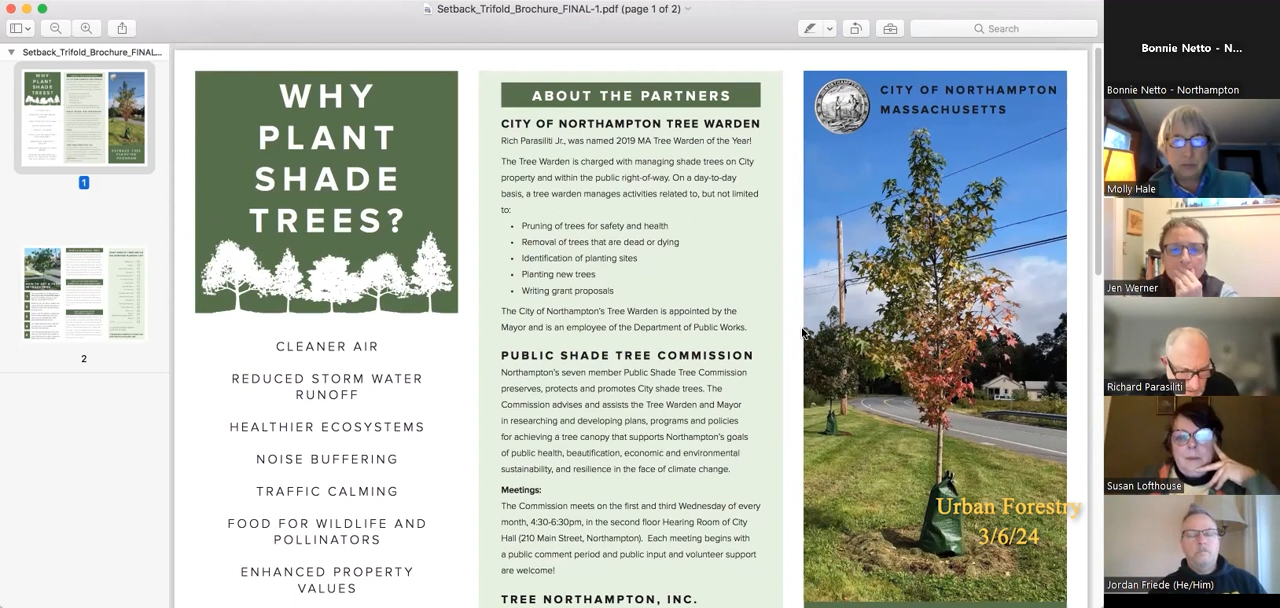 Setback_Trifold_Brochure_FINAL-1.pdf (page 1 of 2)
Search
Setback_Trifold_Brochure_FINAL...
1
2
WHY
PLANT
SHADE
TREES?
CLEANER AIR
REDUCED STORM WATER
RUNOFF
HEALTHIER ECOSYSTEMS
NOISE BUFFERING
TRAFFIC CALMING
FOOD FOR WILDLIFE AND
POLLINATORS
ENHANCED PROPERTY
VALUES
ABOUT THE PARTNERS
CITY OF NORTHAMPTON TREE WARDEN
Rich Parasiliti Jr., was named 2019 MA Tree Warden of the Year!
The Tree Warden is charged with managing shade trees on City
property and within the public right-of-way. On a day-to-day
basis, a tree warden manages activities related to, but not limited
to:
• Pruning of trees for safety and health
• Removal of trees that are dead or dying
• Identification of planting sites
• Planting new trees
Writing grant proposals
The City of Northampton's Tree Warden is appointed by the
Mayor and is an employee of the Department of Public Works.
PUBLIC SHADE TREE COMMISSION
Northampton's seven member Public Shade Tree Commission
preserves, protects and promotes City shade trees. The
Commission advises and assists the Tree Warden and Mayor
in researching and developing plans, programs and policies
for achieving a tree canopy that supports Northampton's goals
of public health, beautification, economic and environmental
sustainability, and resilience in the face of climate change.
Meetings:
The Commission meets on the first and third Wednesday of every
month, 4:30-6:30pm, in the second floor Hearing Room of City
Hall (210 Main Street, Northampton). Each meeting begins with
a public comment period and public input and volunteer support
are welcome!
TREE NORTHAMPTON, INC.
CITY OF NORTHAMPTON
MASSACHUSETTS
Urban Forestry
3/6/24
Bonnie Netto - N...
Bonnie Netto - Northampton
Molly Hale
Jen Werner
Richard Parasiliti
Susan Lofthouse
Jordan Friede (He/Him)